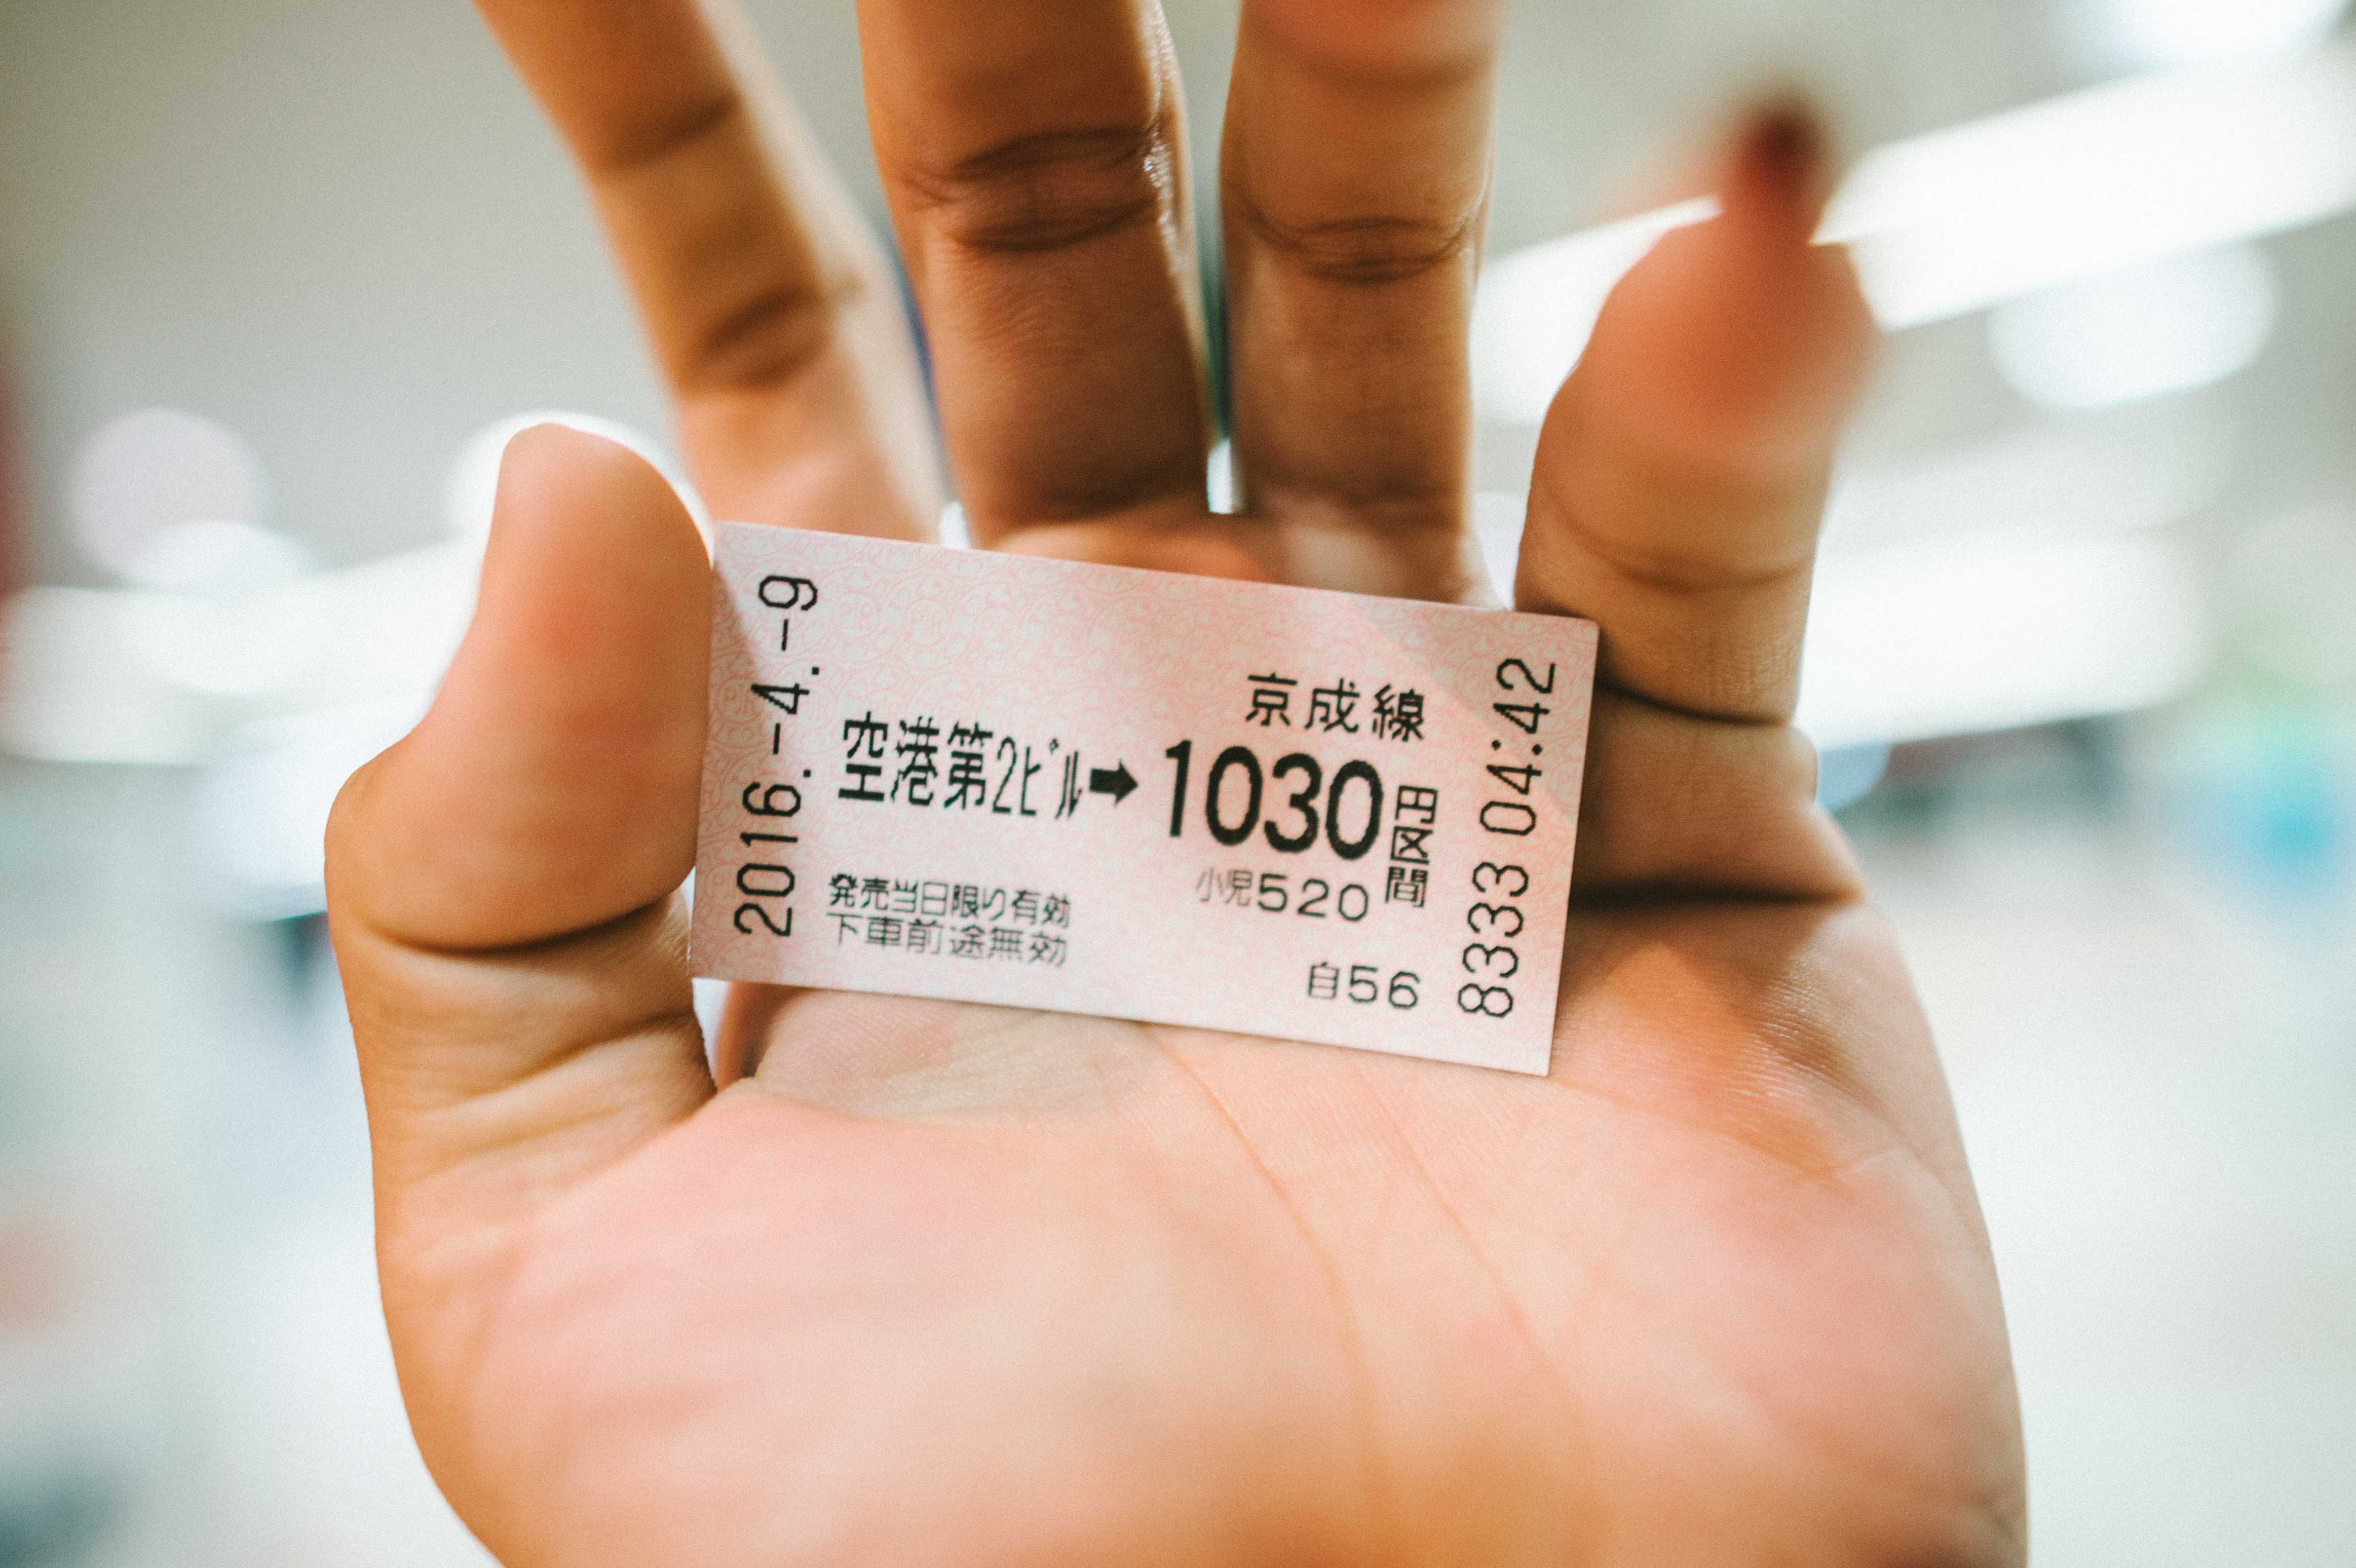 2016.-4.-9
京成線
空港第2ビル➡1030円区間
小児520
発売当日限り有効
下車前途無効
自56
8333 04:42